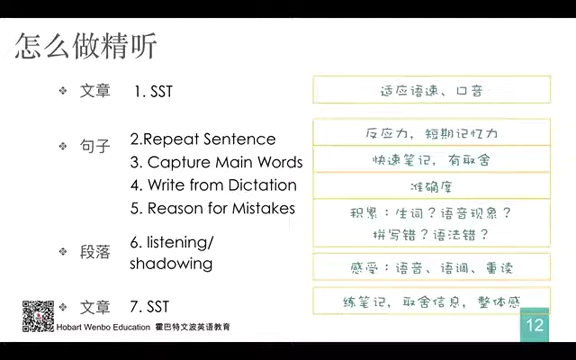 怎么做精听
文章 1. SST 适应语速、口音
句子 2.Repeat Sentence 反应力，短期记忆力
3. Capture Main Words 快速笔记，有取舍
4. Write from Dictation 准确度
5. Reason for Mistakes 积累：生词？语音现象？
拼写错？语法错？
段落 6. listening/
shadowing 感受：语音、语调、重读
文章 7. SST 练笔记，取舍信息，整体感
Hobart Wenbo Education 霍巴特文波英语教育 12